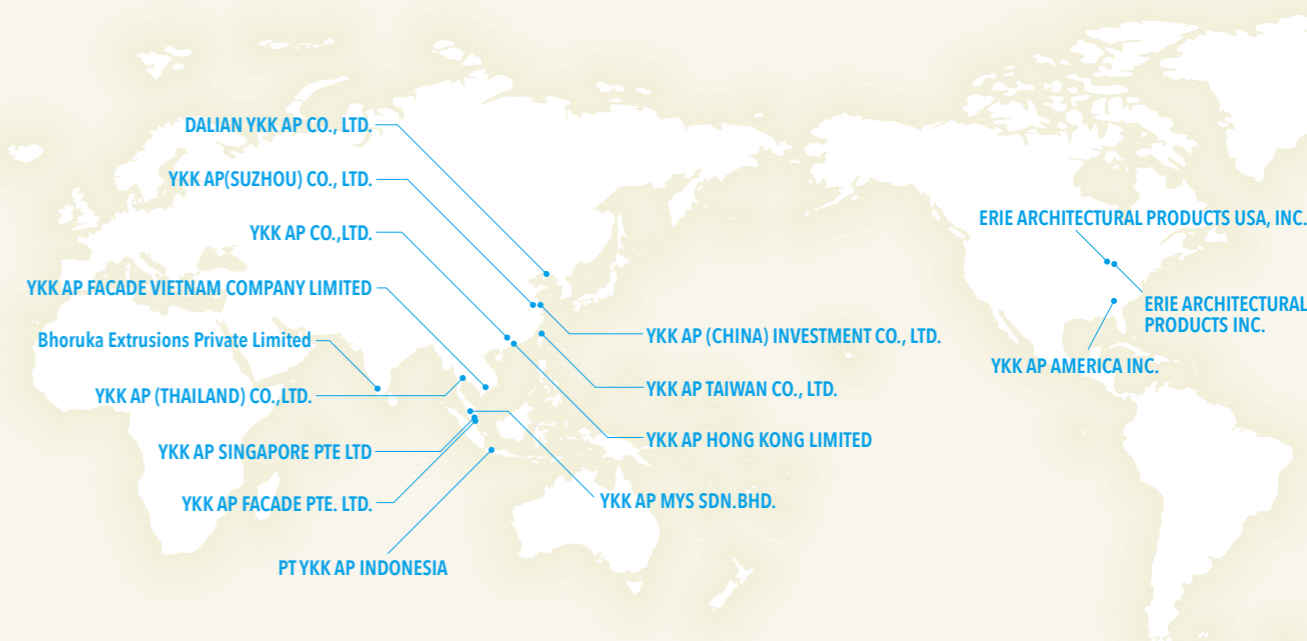 DALIAN YKK AP CO., LTD.
YKK AP(SUZHOU) CO., LTD.
YKK AP CO.,LTD.
YKK AP FACADE VIETNAM COMPANY LIMITED
Bhoruka Extrusions Private Limited
YKK AP (THAILAND) CO.,LTD.
YKK AP SINGAPORE PTE LTD
YKK AP FACADE PTE. LTD.
PT YKK AP INDONESIA
YKK AP (CHINA) INVESTMENT CO., LTD.
YKK AP TAIWAN CO., LTD.
YKK AP HONG KONG LIMITED
YKK AP MYS SDN.BHD.
ERIE ARCHITECTURAL PRODUCTS USA, INC.
ERIE ARCHITECTURAL
PRODUCTS INC.
YKK AP AMERICA INC.